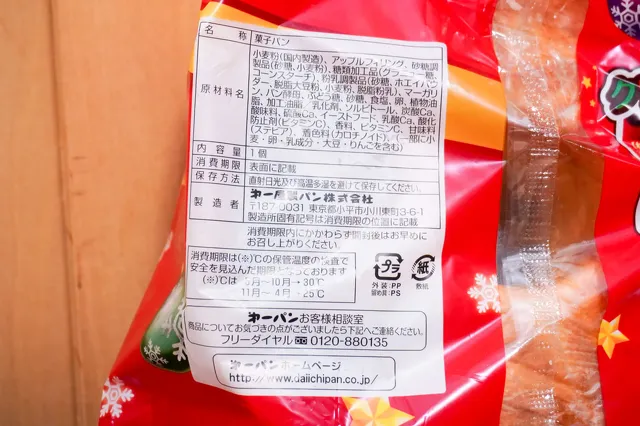 名　称 菓子パン
原材料名
小麦粉(国内製造)、アップルフィリング、砂糖調
製品(砂糖、小麦粉)、糖類加工品(グラニュー糖、
コーンスターチ)、粉乳調製品(砂糖、ホエイパウ
ダー、脱脂大豆粉、小麦粉、脱脂粉乳)、マーガリ
ン、パン酵母、ぶどう糖、砂糖、食塩、卵、植物油
脂、加工油脂、乳化剤、ソルビトール、炭酸Ca、
酸味料、硫酸Ca、イーストフード、乳酸Ca、酸化
防止剤(ビタミンC)、香料、ビタミンC、甘味料
(ステビア)、着色料(カロチノイド)、(一部に小
麦・卵・乳成分・大豆・りんごを含む)
内容量 1個
消費期限 表面に記載
保存方法 直射日光及び高温多湿を避けて保存してください。
製造者
第一屋製パン株式会社
〒187-0031 東京都小平市小川東町3-6-1
製造所固有記号は消費期限の位置に記載
消費期限内にかかわらず開封後はお早めに
お召し上がりください。
消費期限は(※)℃の保管温度の検査で
安全を見込んだ期限となっております
(※)℃は 5月~10月→30℃
11月~4月→25℃
プラ
外装:PP
留め具:PS
紙
敷紙
第一パンお客様相談室
商品についてお気づきの点がございましたら下記へご連絡ください。
フリーダイヤル 0120-880135
第一パンホームページ
http://www.daiichipan.co.jp/
ク